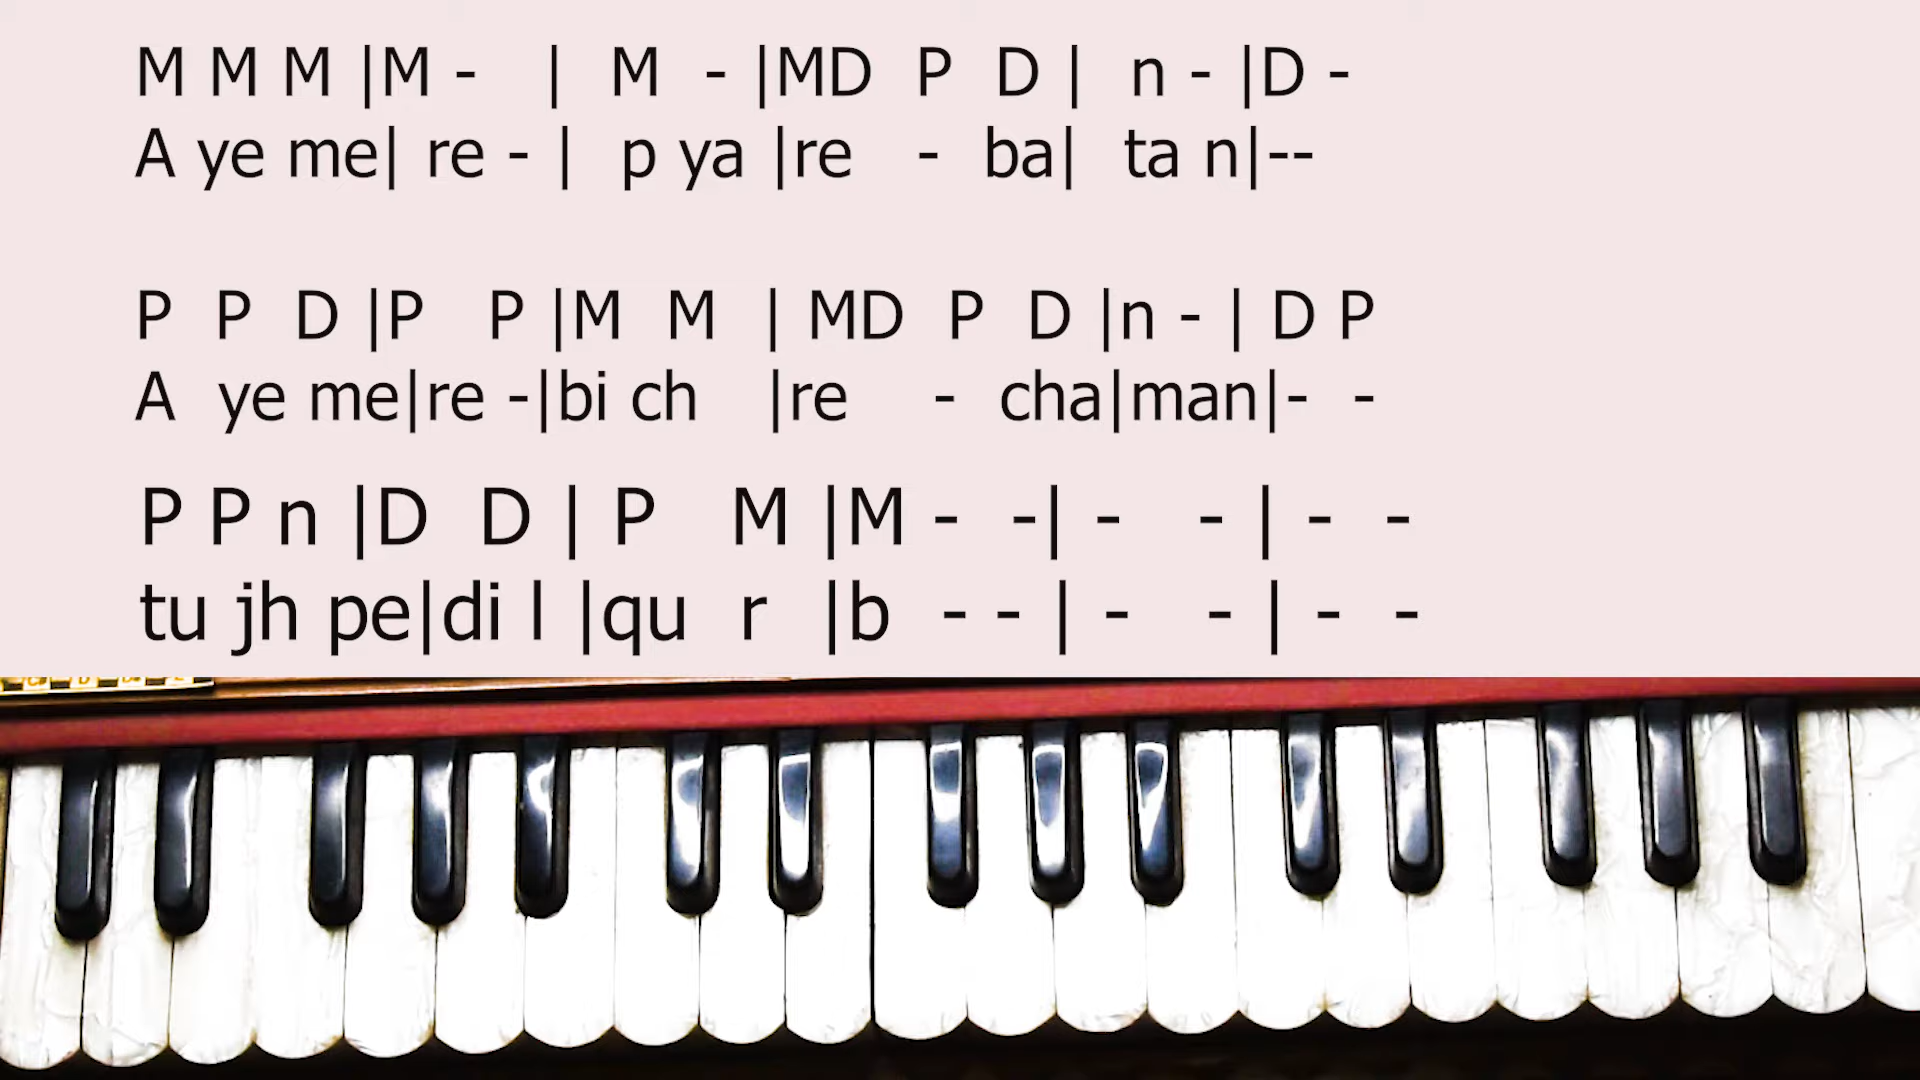 M M M |M - | M - |MD P D | n - |D -
A ye me| re - | p ya |re - ba| ta n|--
P P D |P P |M M | MD P D |n - | D P
A ye me|re -|bi ch |re - cha|man|- -
P P n |D D | P M |M - -| - - | - -
tu jh pe|di l |qu r |b - - | - - | - -